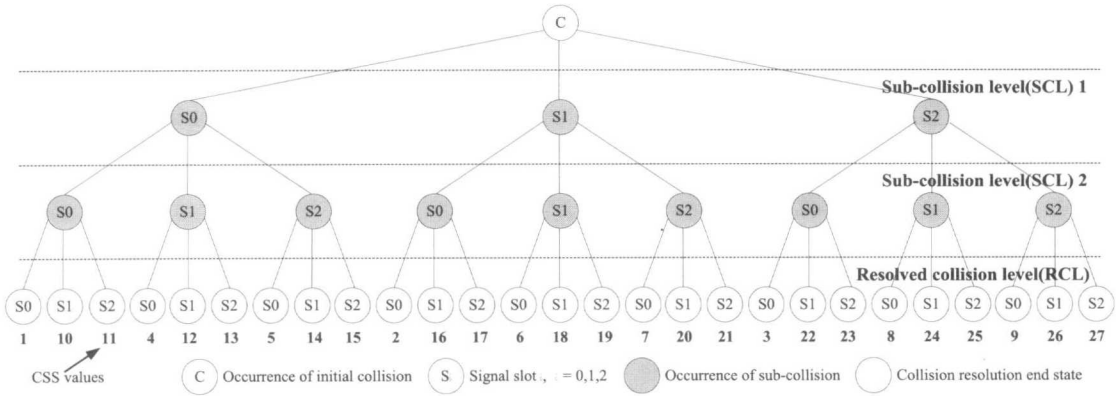 C
Sub-collision level(SCL) 1
S0 S1 S2
Sub-collision level(SCL) 2
S0 S1 S2 S0 S1 S2 S0 S1 S2
Resolved collision level(RCL)
S0 S1 S2 S0 S1 S2 S0 S1 S2 S0 S1 S2 S0 S1 S2 S0 S1 S2 S0 S1 S2 S0 S1 S2 S0 S1 S2
1 10 11 4 12 13 5 14 15 2 16 17 6 18 19 7 20 21 3 22 23 8 24 25 9 26 27
CSS values
C Occurrence of initial collision S Signal slot , = 0,1,2 Occurrence of sub-collision Collision resolution end state